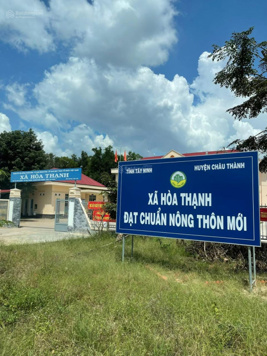 XÃ HÒA THẠNH
TỈNH TÂY NINH
HUYỆN CHÂU THÀNH
XÃ HÒA THẠNH
ĐẠT CHUẨN NÔNG THÔN MỚI